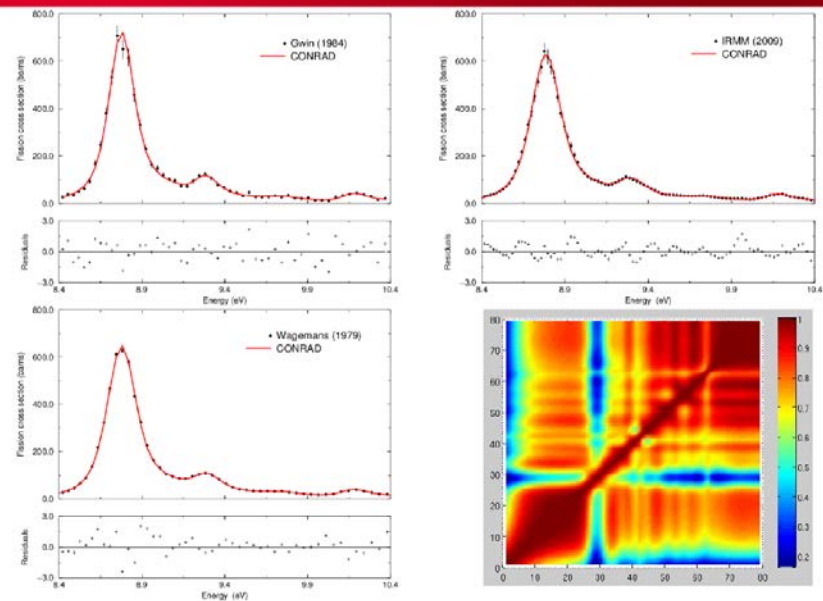 Gwin (1984)
CONRAD
Fission cross section (barns)
800.0
600.0
400.0
200.0
0.0
Residuals
3.0
0.0
−3.0
8.4 8.9 9.4 9.9 10.4
Energy (eV)
IRMM (2009)
CONRAD
Fission cross section (barns)
800.0
600.0
400.0
200.0
0.0
Residuals
3.0
0.0
−3.0
8.4 8.9 9.4 9.9 10.4
Energy (eV)
Wagemans (1979)
CONRAD
Fission cross section (barns)
800.0
600.0
400.0
200.0
0.0
Residuals
3.0
0.0
−3.0
8.4 8.9 9.4 9.9 10.4
Energy (eV)
80
70
60
50
40
30
20
10
0
0 10 20 30 40 50 60 70 80
1
0.9
0.8
0.7
0.6
0.5
0.4
0.3
0.2